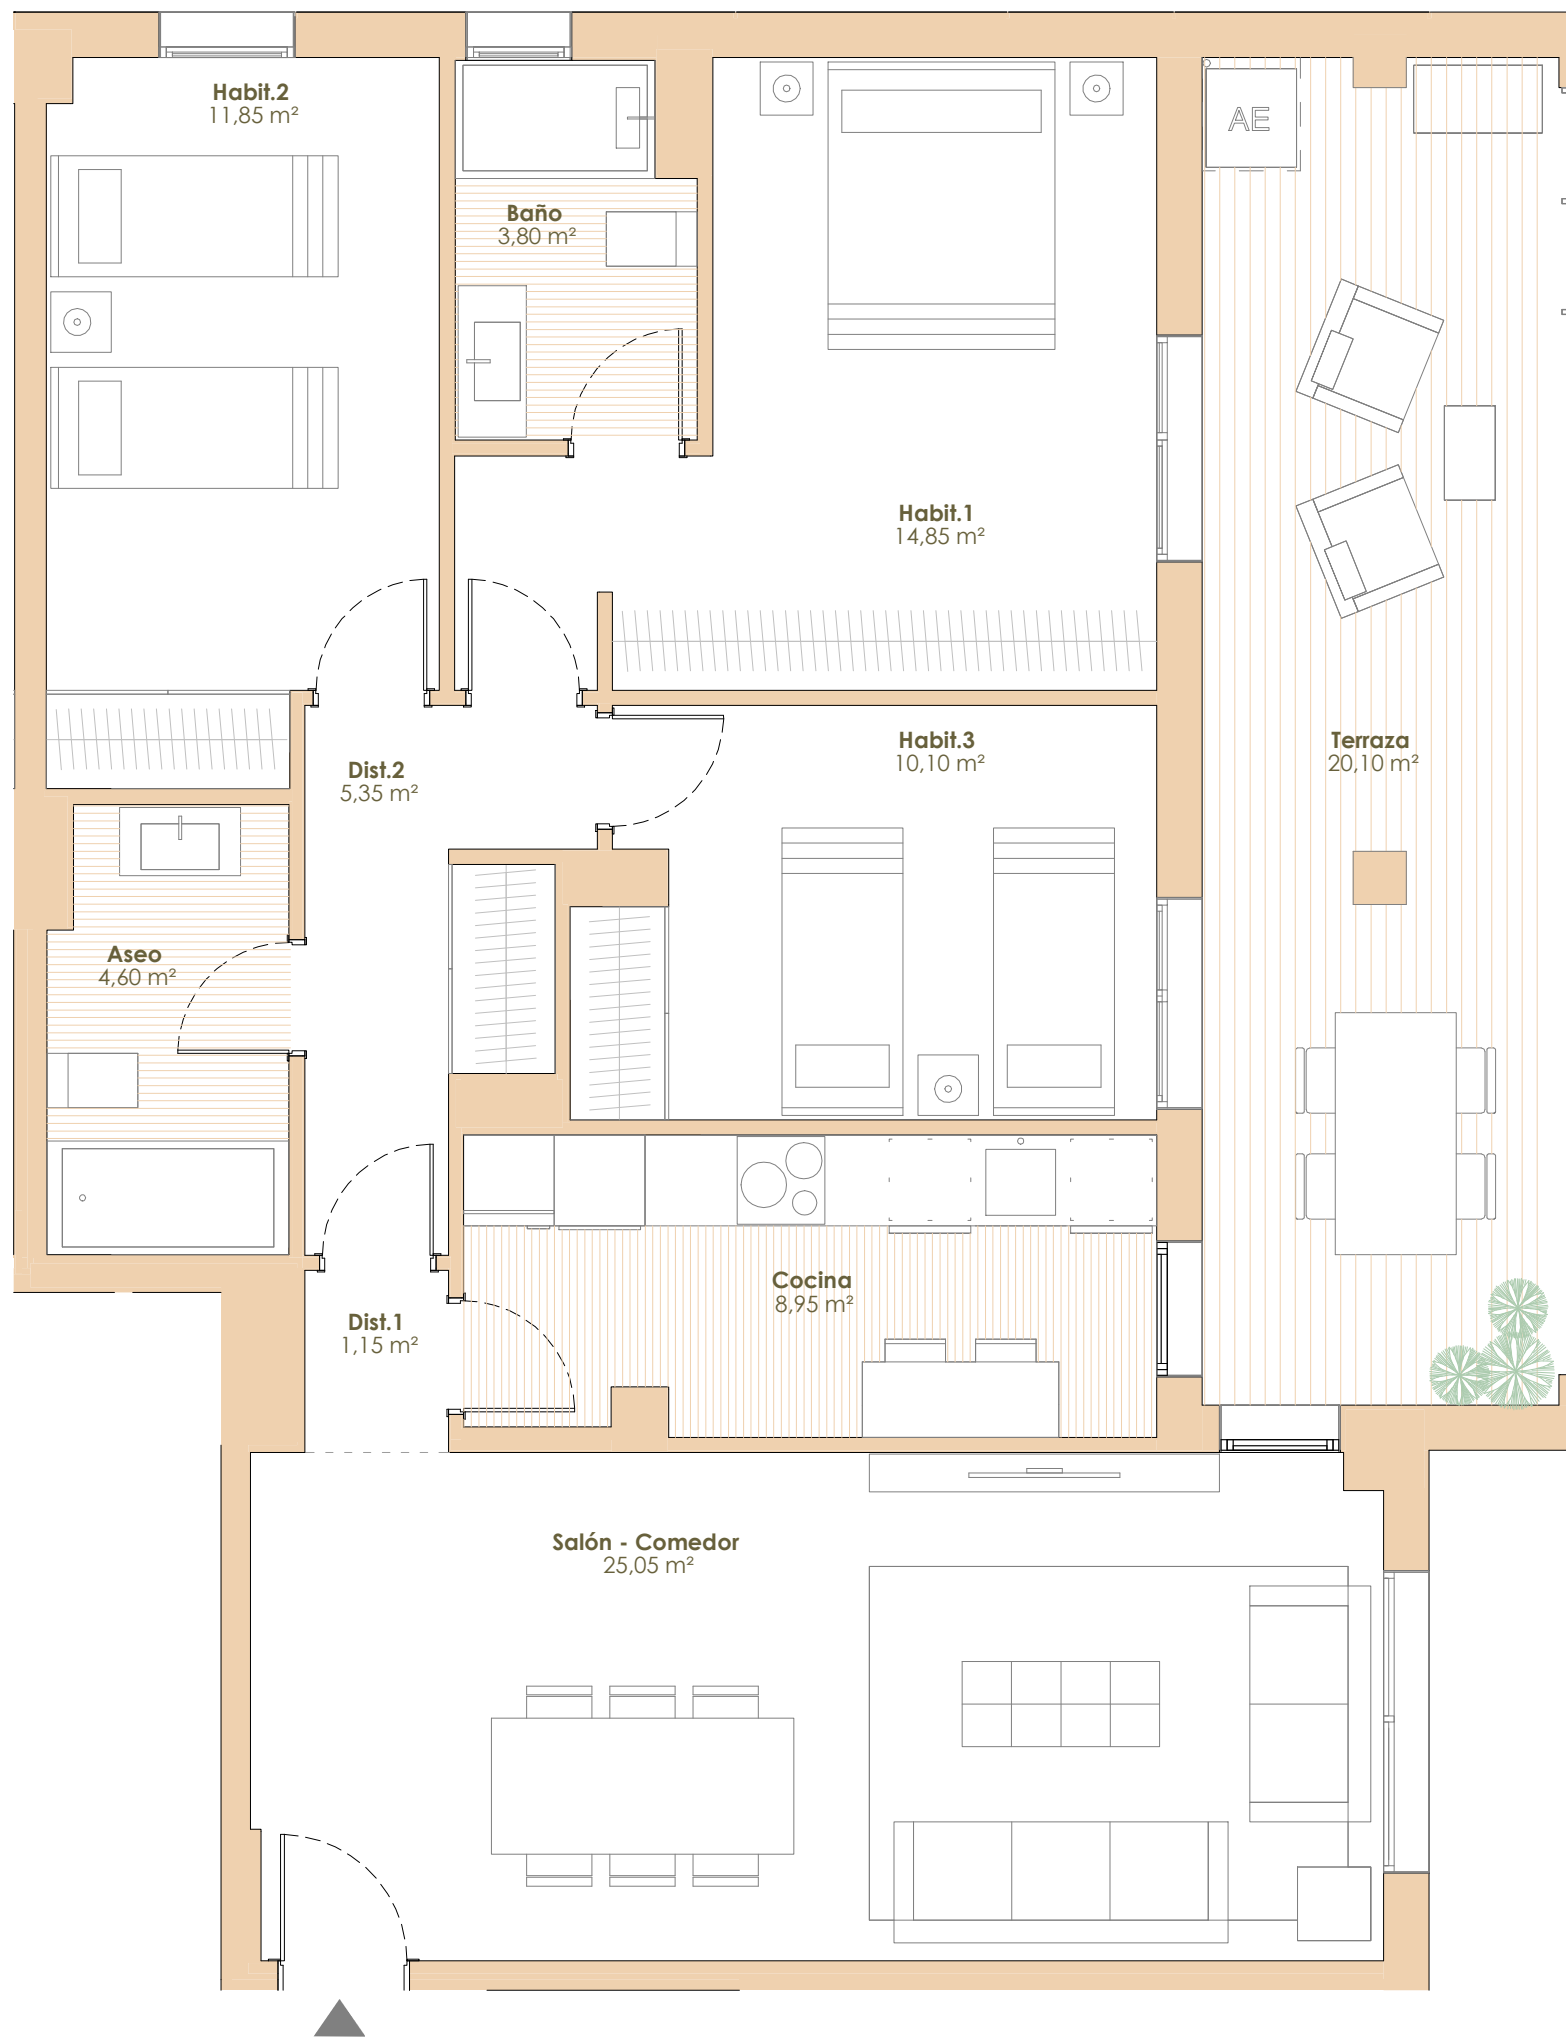 Habit.2
11,85 m²
AE
Baño
3,80 m²
Habit.1
14,85 m²
Habit.3
10,10 m²
Terraza
20,10 m²
Dist.2
5,35 m²
Aseo
4,60 m²
Cocina
8,95 m²
Dist.1
1,15 m²
Salón - Comedor
25,05 m²